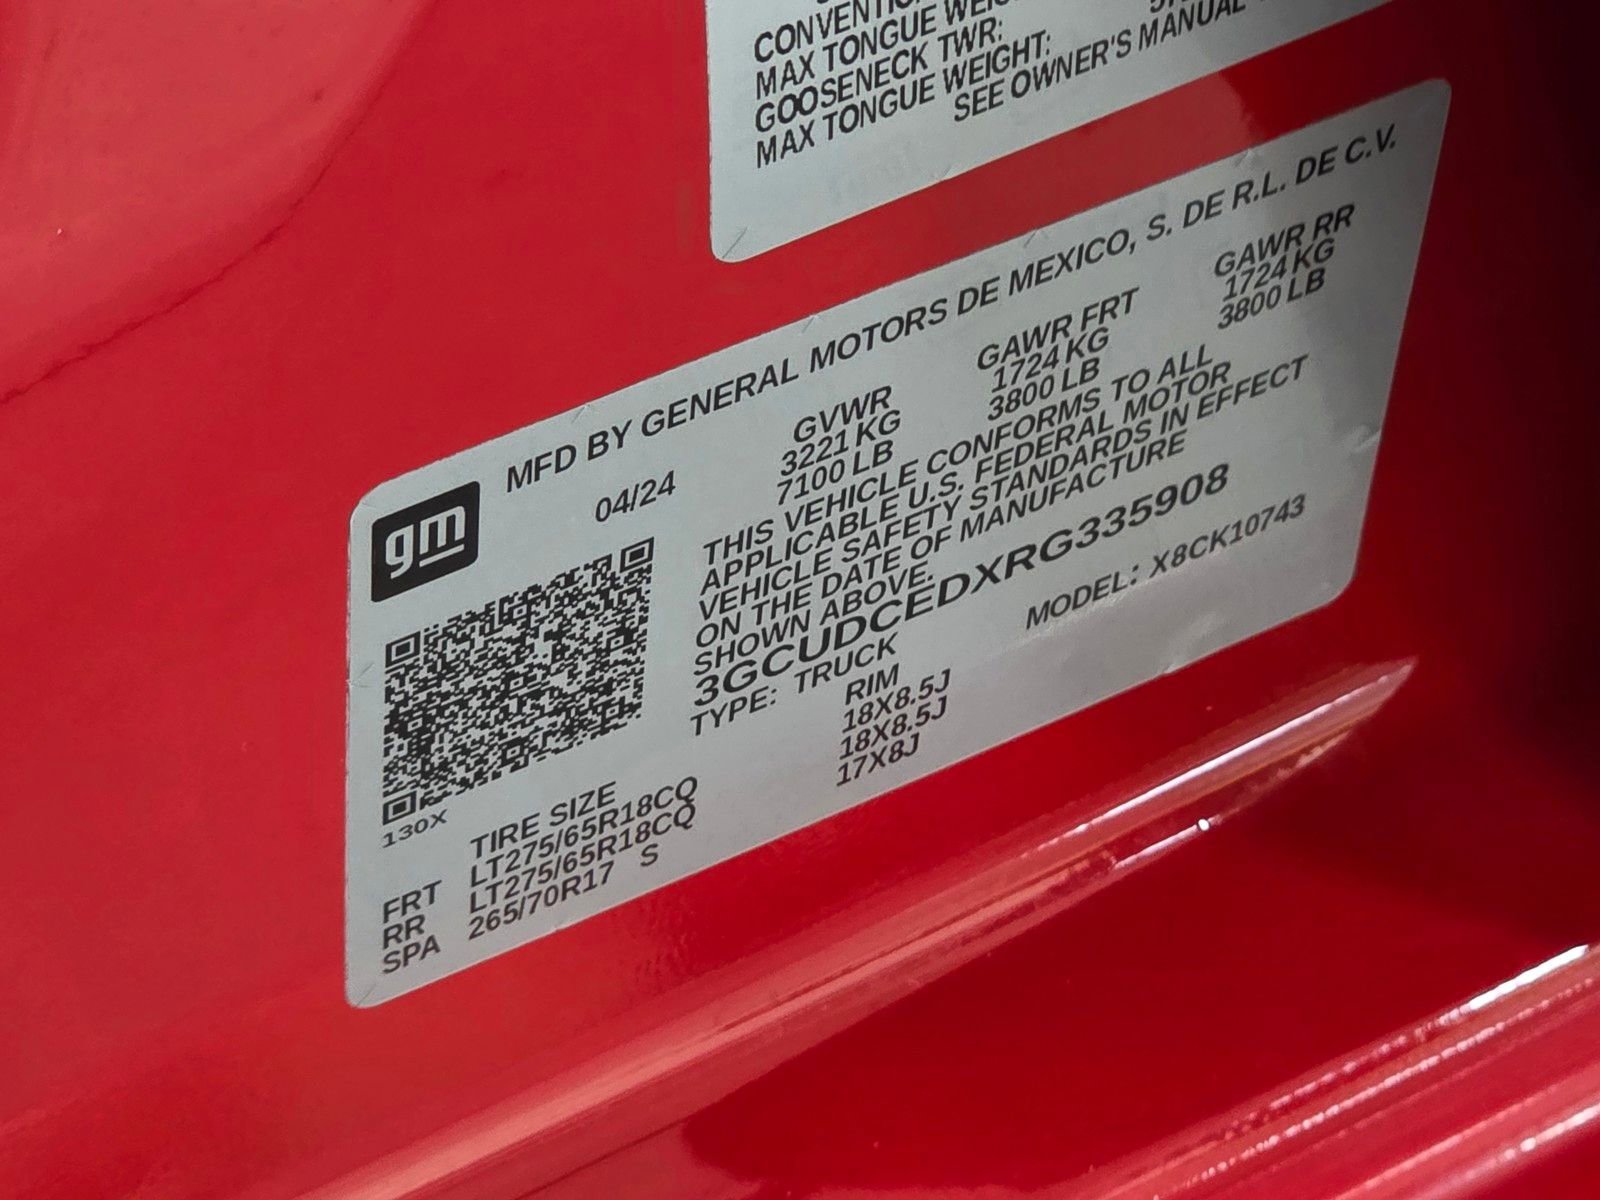 CONVENTIO
MAX TONGUE WEIG
GOOSENECK TWR:
MAX TONGUE WEIGHT:
SEE OWNER'S MANUAL
MFD BY GENERAL MOTORS DE MEXICO, S. DE R.L. DE C.V.
gm
04/24
GVWR GAWR FRT GAWR RR
3221 KG 1724 KG 1724 KG
7100 LB 3800 LB 3800 LB
THIS VEHICLE CONFORMS TO ALL
APPLICABLE U.S. FEDERAL MOTOR
VEHICLE SAFETY STANDARDS IN EFFECT
ON THE DATE OF MANUFACTURE
SHOWN ABOVE.
3GCUDCEDXRG335908
TYPE: TRUCK MODEL: X8CK10743
130X
TIRE SIZE RIM
FRT LT275/65R18CQ 18X8.5J
RR LT275/65R18CQ 18X8.5J
SPA 265/70R17 S 17X8J